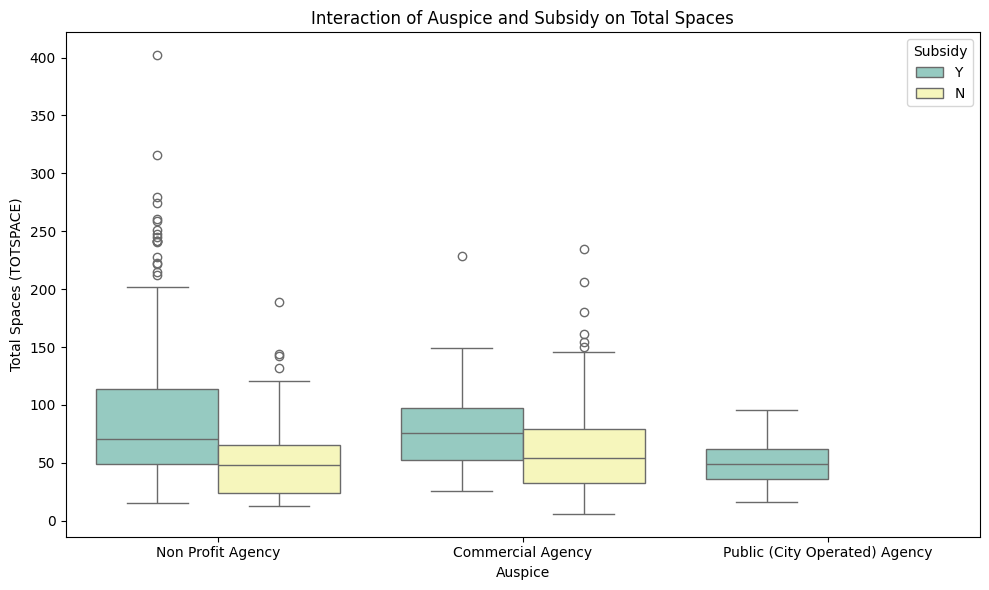 Interaction of Auspice and Subsidy on Total Spaces
Subsidy
Y
N
Total Spaces (TOTSPACE)
400
350
300
250
200
150
100
50
0
Non Profit Agency
Commercial Agency
Public (City Operated) Agency
Auspice